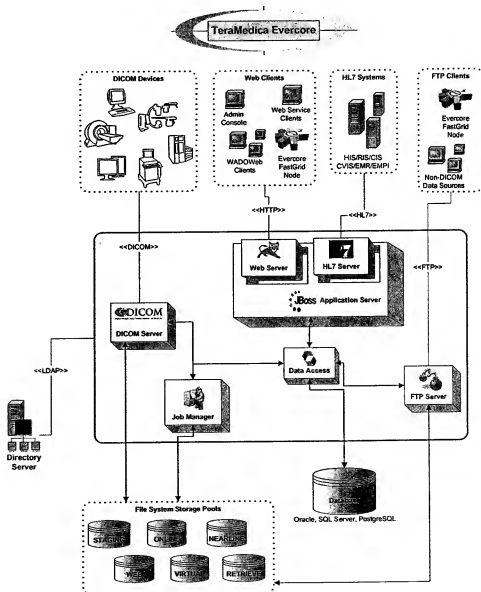 TeraMedica Evercore
DICOM Devices
Web Clients
Admin
Console
Web Service
Clients
WADOWeb
Clients
Evercore
FastGrid
Node
HL7 Systems
HIS/RIS/CIS
CVIS/EMR/EMPI
FTP Clients
Evercore
FastGrid
Node
Non-DICOM
Data Sources
<<HTTP>>
<<HL7>>
<<DICOM>>
<<FTP>>
Web Server
7
HL7 Server
JBoss Application Server
DICOM
DICOM Server
<<LDAP>>
Data Access
Job Manager
FTP Server
Directory
Server
Database
Oracle, SQL Server, PostgreSQL
File System Storage Pools
STAGING
ONLINE
NEARLINE
WEB
VIRTUAL
RETRIEVE